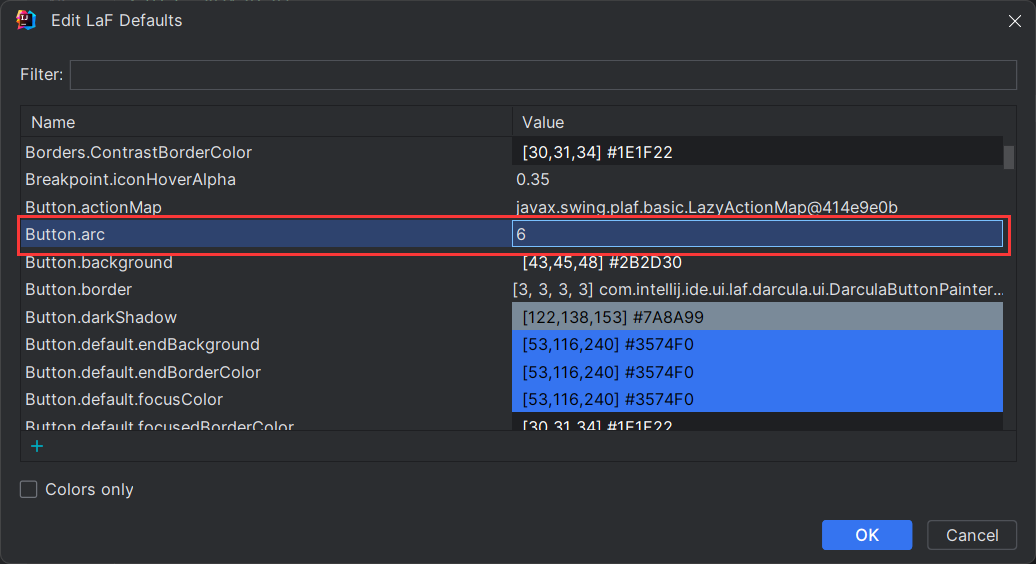 Edit LaF Defaults
Filter:
Name Value
Borders.ContrastBorderColor [30,31,34] #1E1F22
Breakpoint.iconHoverAlpha 0.35
Button.actionMap javax.swing.plaf.basic.LazyActionMap@414e9e0b
Button.arc 6
Button.background [43,45,48] #2B2D30
Button.border [3, 3, 3, 3] com.intellij.ide.ui.laf.darcula.ui.DarculaButtonPainter...
Button.darkShadow [122,138,153] #7A8A99
Button.default.endBackground [53,116,240] #3574F0
Button.default.endBorderColor [53,116,240] #3574F0
Button.default.focusColor [53,116,240] #3574F0
Button.default.focusedBorderColor [30,31,34] #1E1F22
+
Colors only
OK Cancel